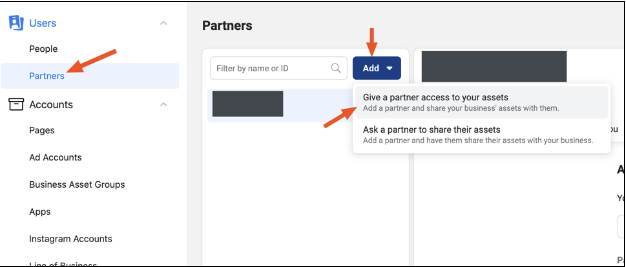 Users
People
Partners
Accounts
Pages
Ad Accounts
Business Asset Groups
Apps
Instagram Accounts
Line of Business
Partners
Filter by name or ID
Add
Give a partner access to your assets
Add a partner and share your business' assets with them.
Ask a partner to share their assets
Add a partner and have them share their assets with your business.